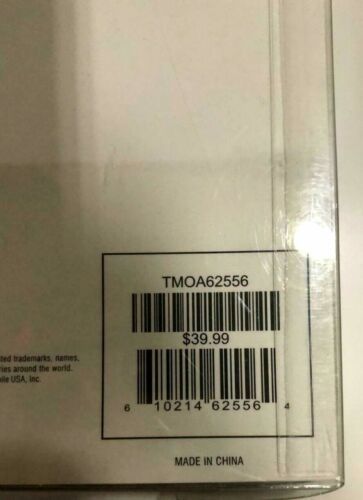 TMOA62556
$39.99
ted trademarks, names,
ries around the world.
ile USA, Inc.
6 10214 62556 4
MADE IN CHINA